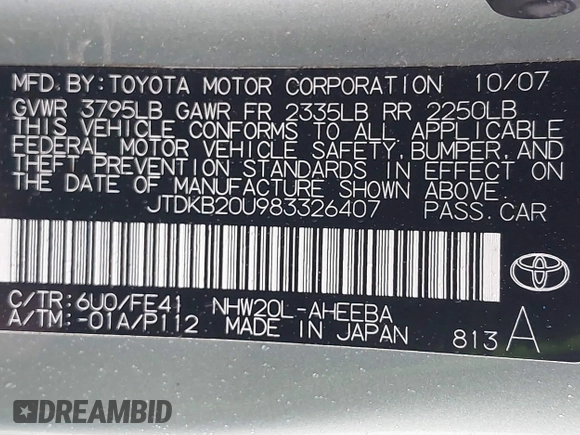 MFD. BY: TOYOTA MOTOR CORPORATION 10/07
GVWR 3795LB GAWR FR 2335LB RR 2250LB
THIS VEHICLE CONFORMS TO ALL APPLICABLE
FEDERAL MOTOR VEHICLE SAFETY, BUMPER, AND
THEFT PREVENTION STANDARDS IN EFFECT ON
THE DATE OF MANUFACTURE SHOWN ABOVE.
JTDKB20U983326407 PASS. CAR
C/TR: 6U0/FE41 NHW20L-AHEEBA
A/TM: -01A/P112 MADE IN JAPAN 813 A
DREAMBID